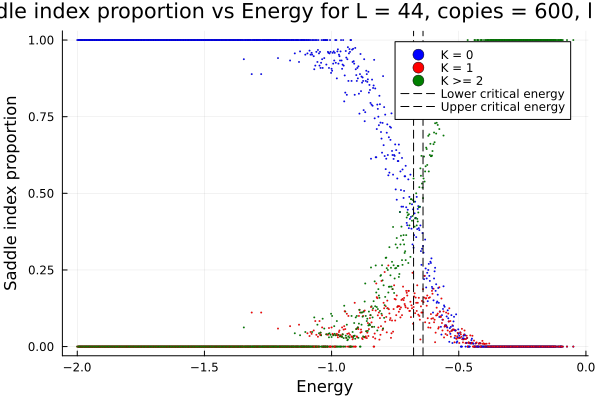 dle index proportion vs Energy for L = 44, copies = 600,
1.00
0.75
0.50
0.25
0.00
Saddle index proportion
K = 0
K = 1
K >= 2
Lower critical energy
Upper critical energy
−2.0 −1.5 −1.0 −0.5 0.0
Energy